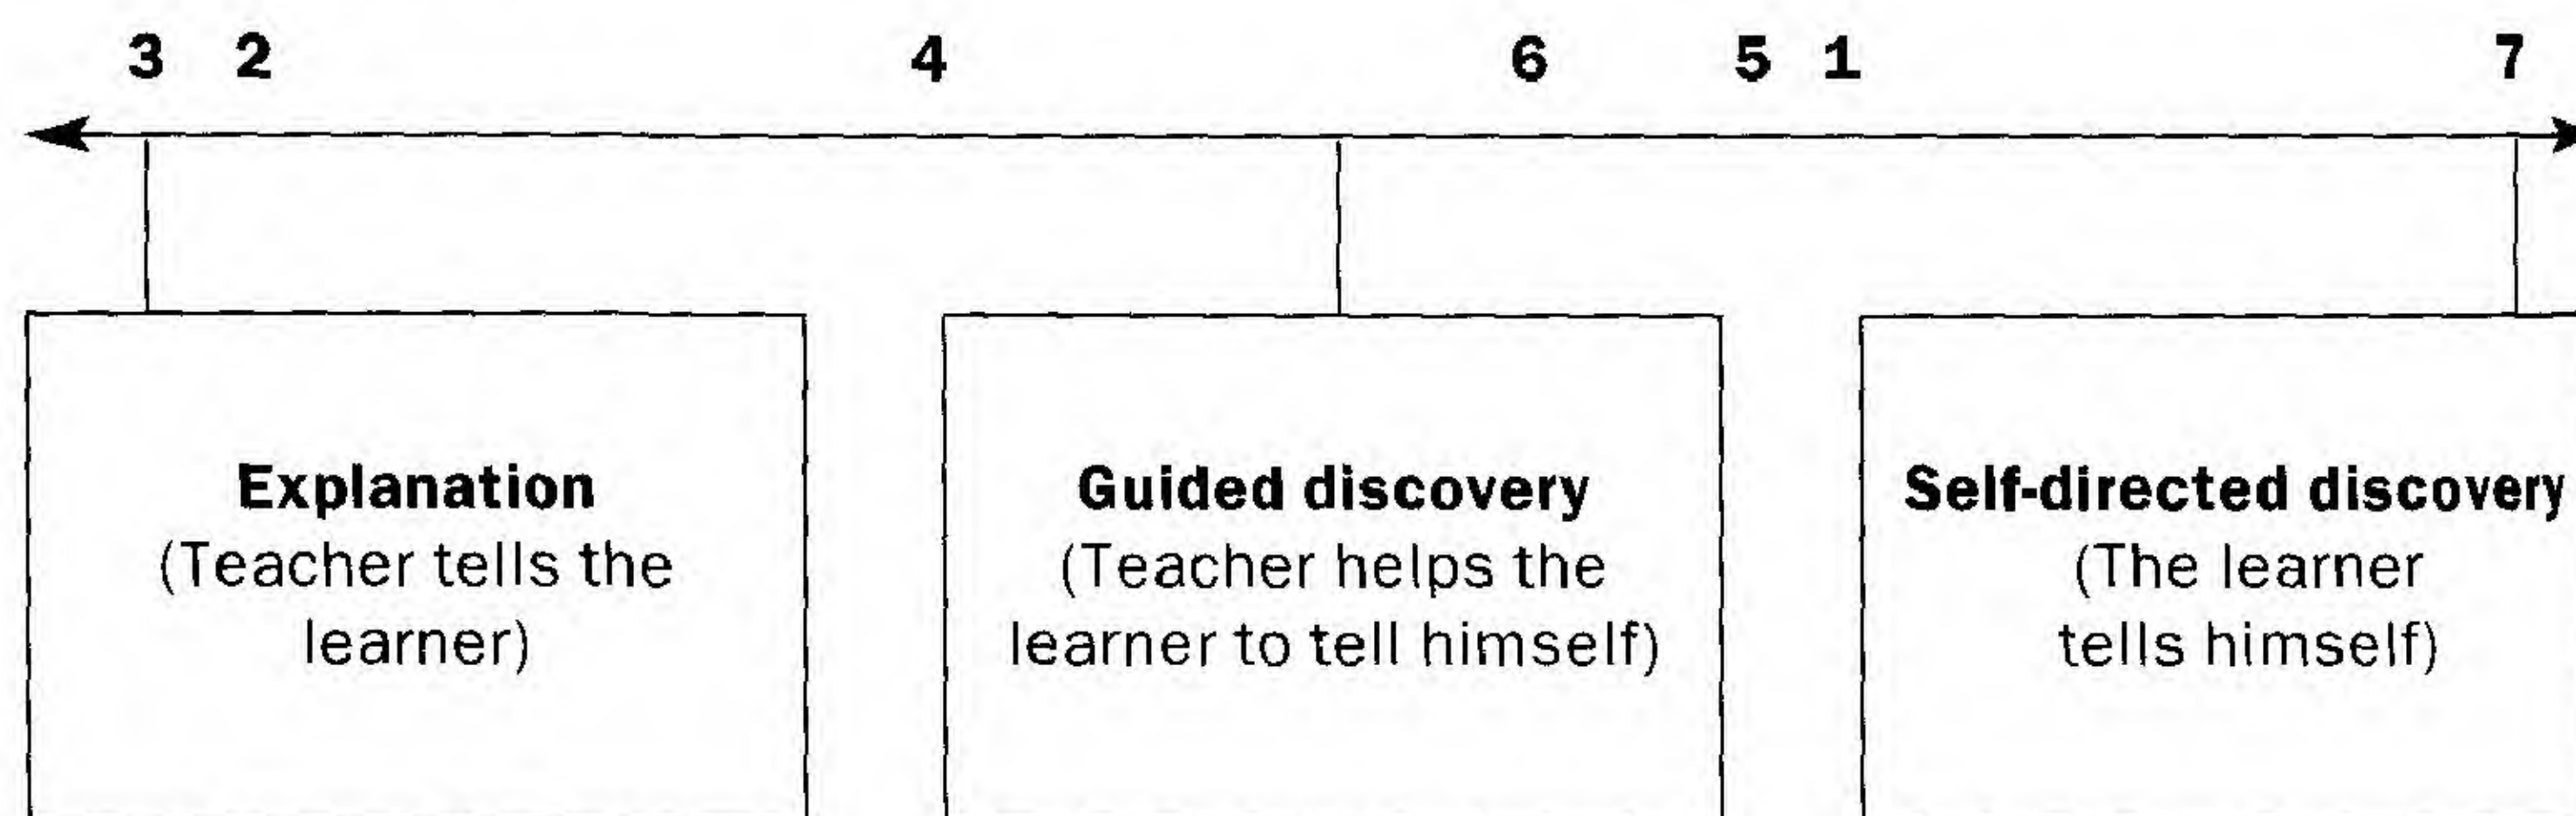 3 2 4 6 5 1 7
Explanation
(Teacher tells the
learner)
Guided discovery
(Teacher helps the
learner to tell himself)
Self-directed discovery
(The learner
tells himself)